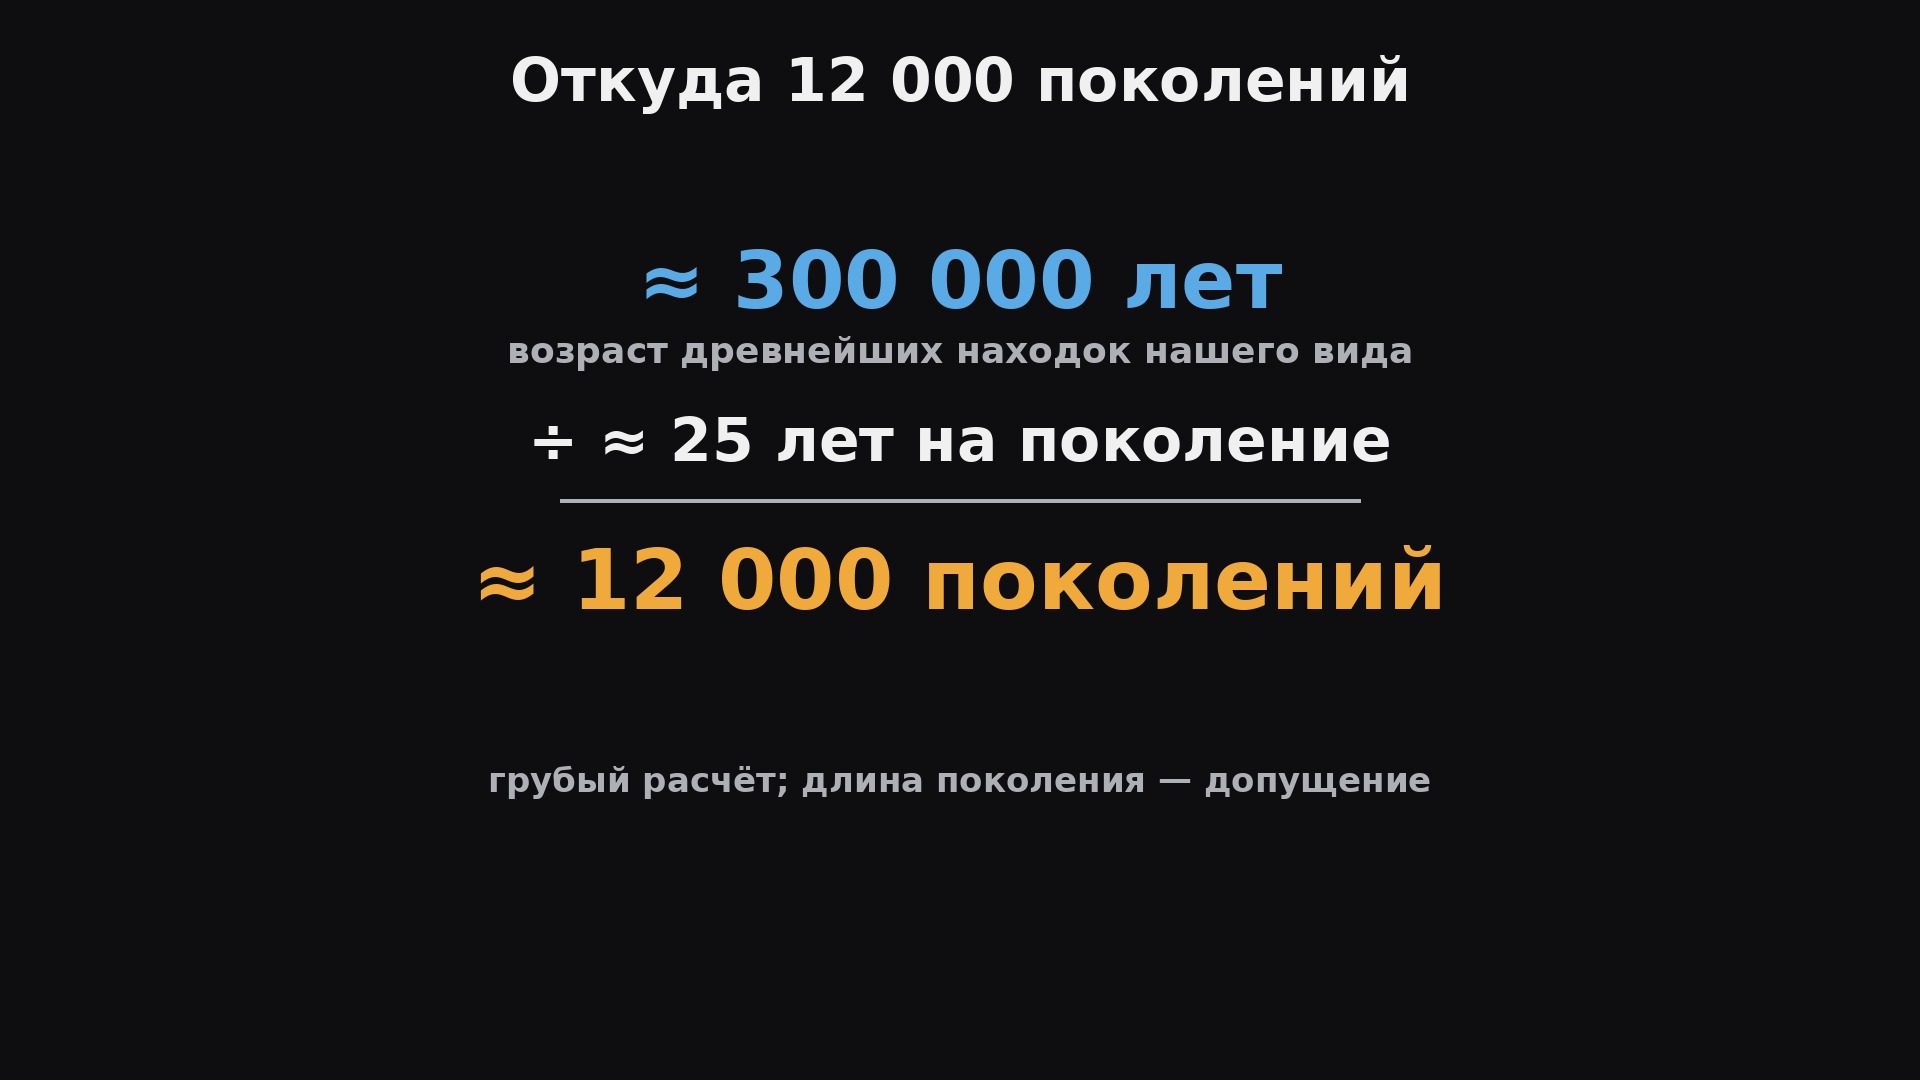 Откуда 12 000 поколений
≈ 300 000 лет
возраст древнейших находок нашего вида
÷ ≈ 25 лет на поколение
≈ 12 000 поколений
грубый расчёт; длина поколения — допущение